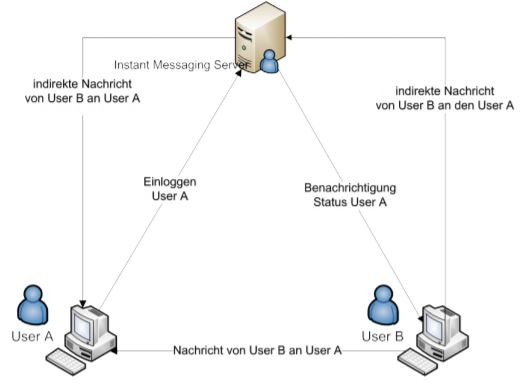 Instant Messaging Server
indirekte Nachricht
von User B an User A
indirekte Nachricht
von User B an den User A
Einloggen
User A
Benachrichtigung
Status User A
User A
User B
Nachricht von User B an User A